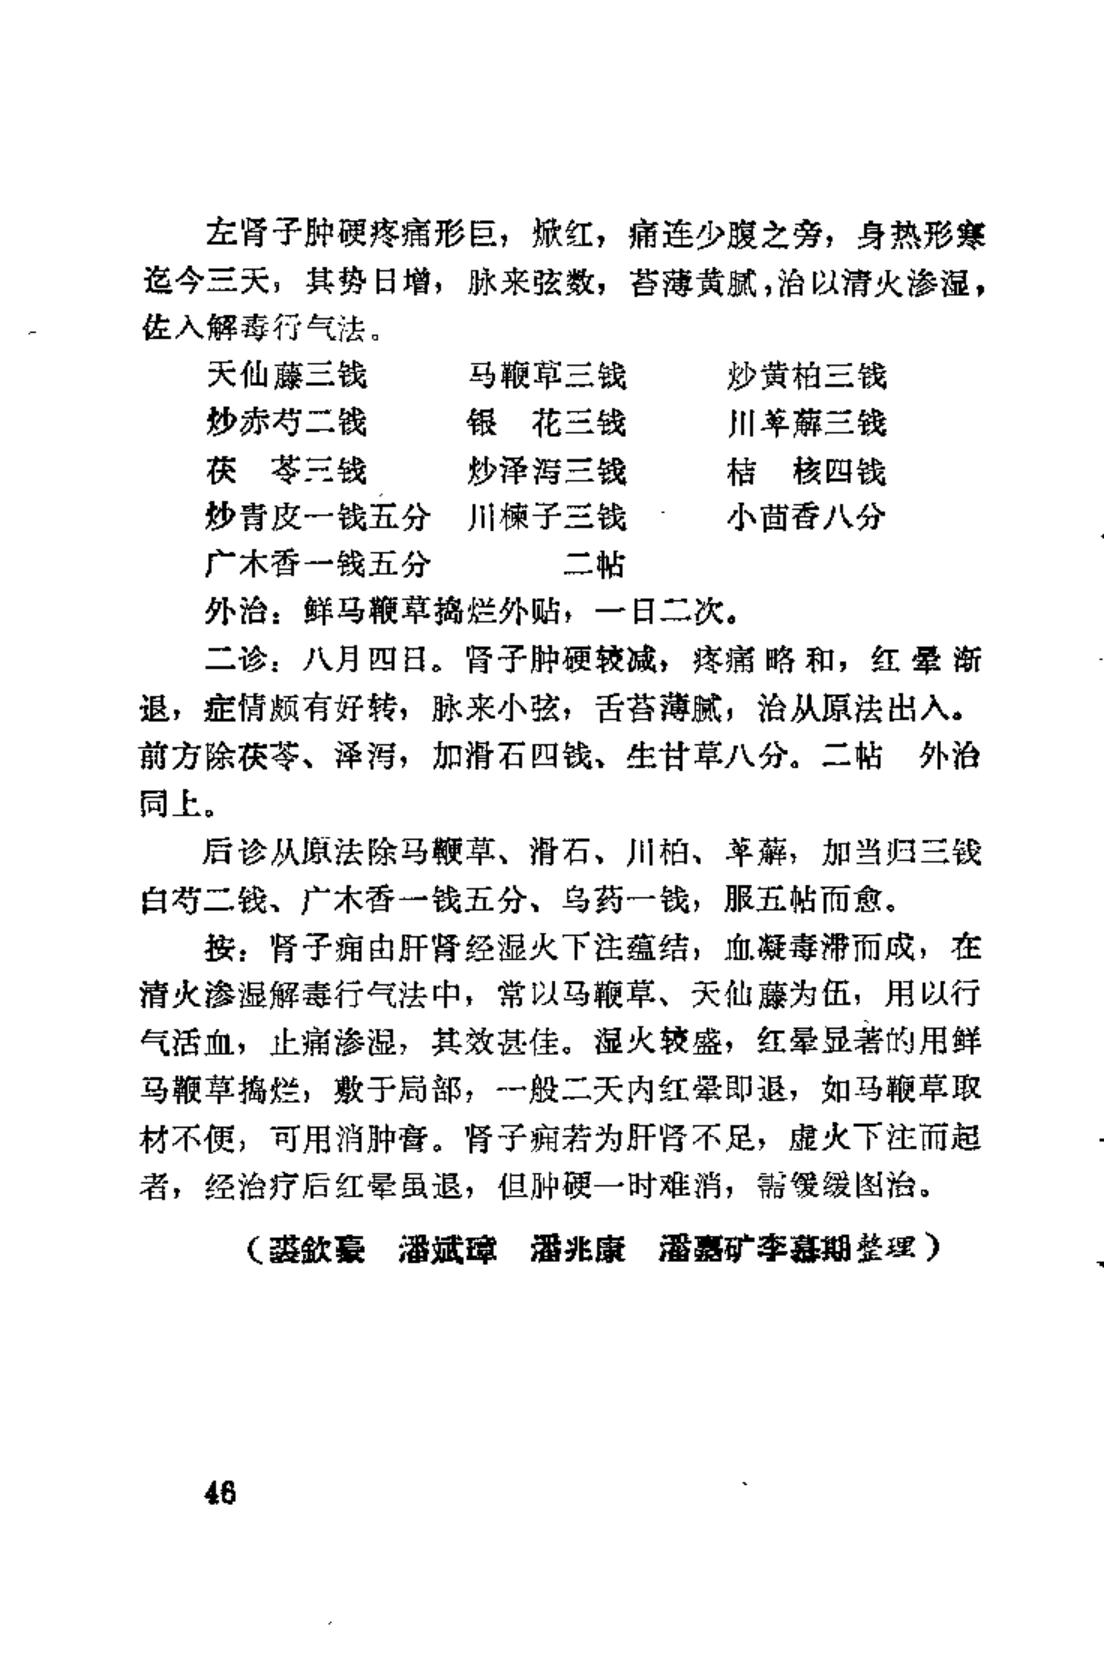 左肾子肿硬疼痛形巨，焮红，痛连少腹之旁，身热形寒
迄今三天，其势日增，脉来弦数，苔薄黄腻，治以清火渗湿，
佐入解毒行气法。
天仙藤三钱　马鞭草三钱　炒黄柏三钱
炒赤芍二钱　银　花三钱　川萆薢三钱
茯　苓三钱　炒泽泻三钱　桔　核四钱
炒青皮一钱五分　川楝子三钱　小茴香八分
广木香一钱五分　二帖
外治：鲜马鞭草捣烂外贴，一日二次。
二诊：八月四日。肾子肿硬较减，疼痛略和，红晕渐
退，症情颇有好转，脉来小弦，舌苔薄腻，治从原法出入。
前方除茯苓、泽泻，加滑石四钱、生甘草八分。二帖　外治
同上。
后诊从原法除马鞭草、滑石、川柏、萆薢，加当归三钱
白芍二钱、广木香一钱五分、乌药一钱，服五帖而愈。
按：肾子痈由肝肾经湿火下注蕴结，血凝毒滞而成，在
清火渗湿解毒行气法中，常以马鞭草、天仙藤为伍，用以行
气活血，止痛渗湿，其效甚佳。湿火较盛，红晕显著的用鲜
马鞭草捣烂，敷于局部，一般二天内红晕即退，如马鞭草取
材不便，可用消肿膏。肾子痈若为肝肾不足，虚火下注而起
者，经治疗后红晕虽退，但肿硬一时难消，需缓缓图治。
（裘欽豪　潘斌璋　潘兆康　潘嘉矿李慕期整理）
46